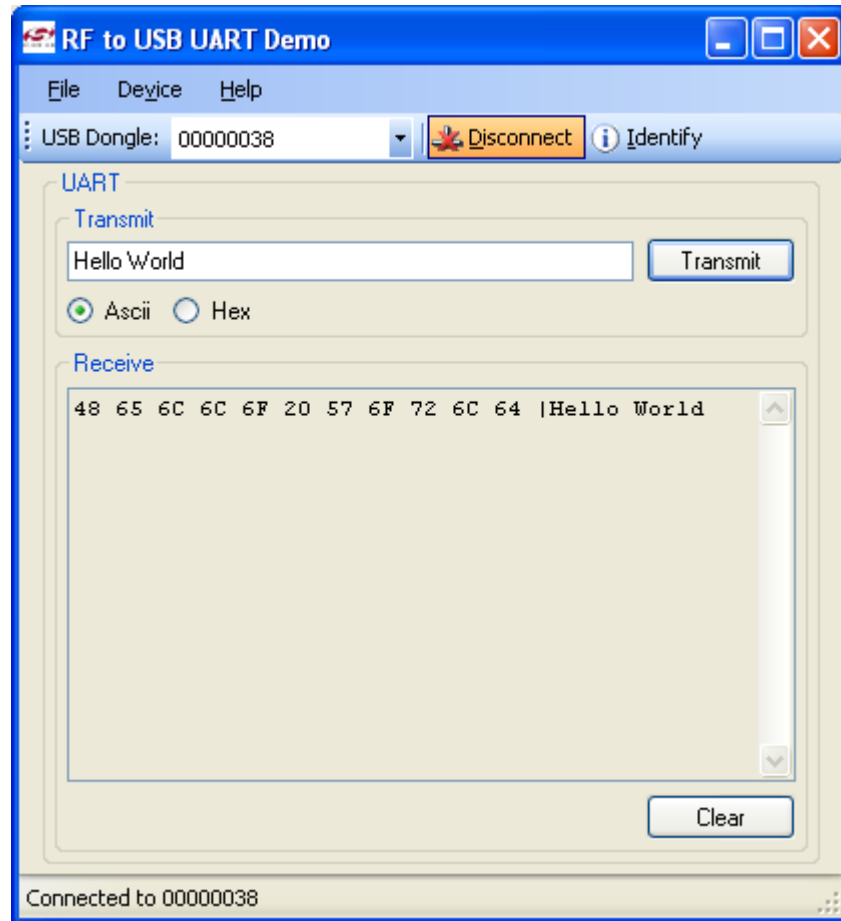 RF to USB UART Demo
File Device Help
USB Dongle: 00000038 Disconnect Identify
UART
Transmit
Hello World Transmit
Ascii Hex
Receive
48 65 6C 6C 6F 20 57 6F 72 6C 64 |Hello World
Clear
Connected to 00000038